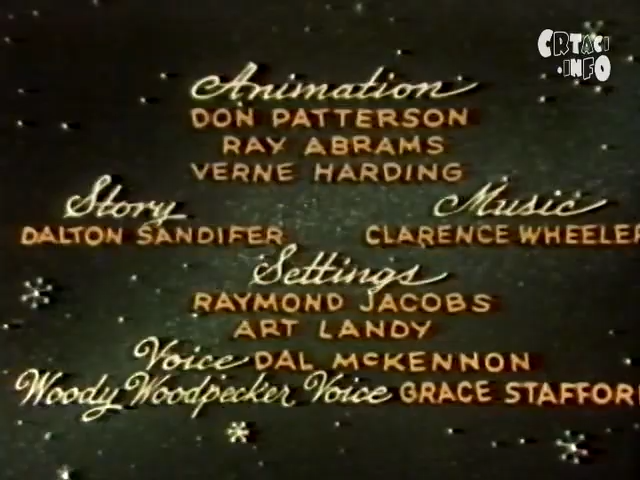 CRTACI
.INFO
Animation
DON PATTERSON
RAY ABRAMS
VERNE HARDING
Story Music
DALTON SANDIFER CLARENCE WHEELER
Settings
RAYMOND JACOBS
ART LANDY
Voice DAL McKENNON
Woody Woodpecker Voice GRACE STAFFOR